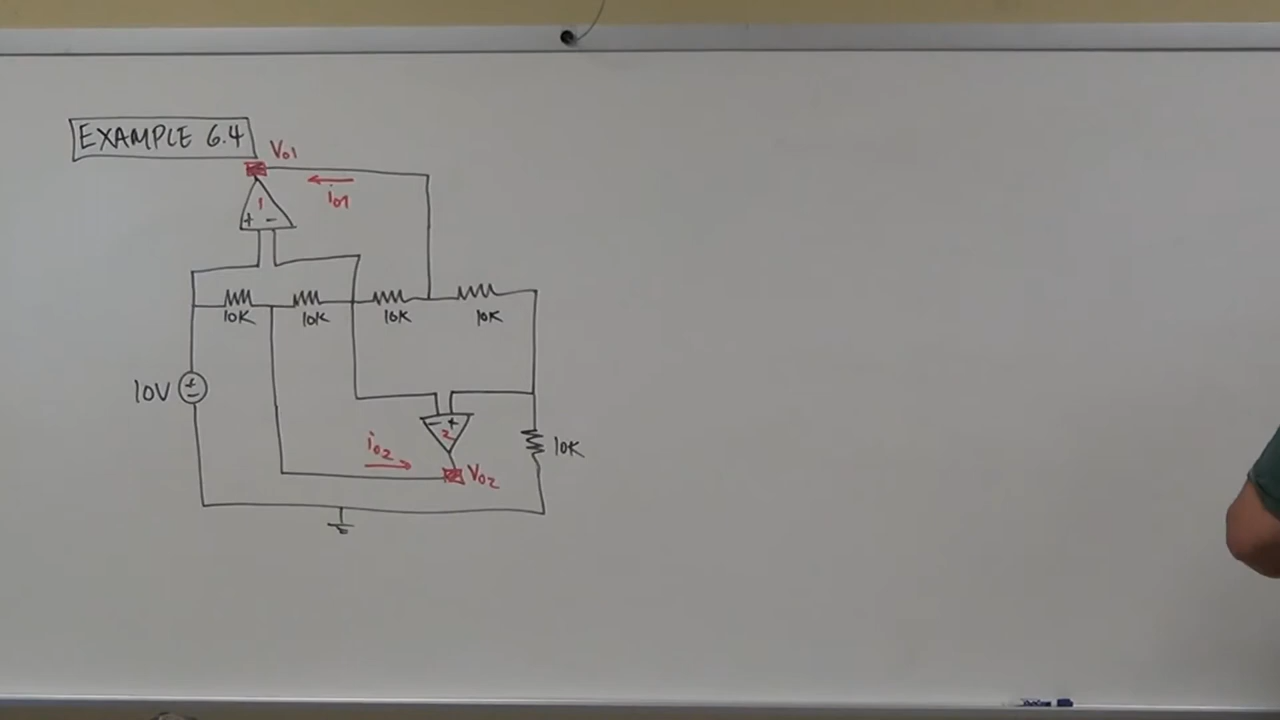 EXAMPLE 6.4
Vo1
1
+ -
io1
10K 10K 10K 10K
10V
+
-
- +
2
io2
Vo2
10K